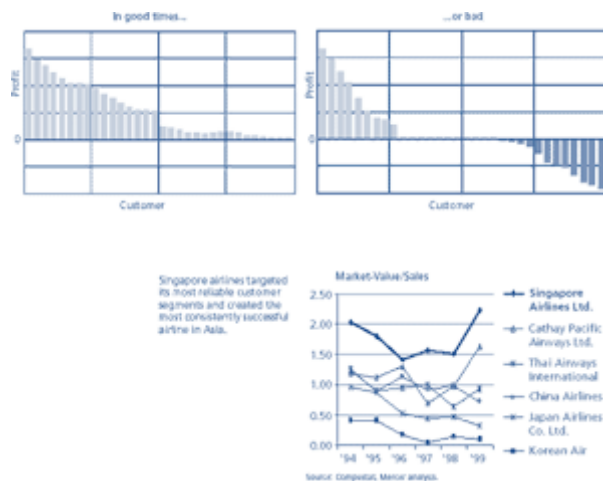 In good times...
...or bad
Profit
0
Customer
Profit
0
Customer
Singapore airlines targeted
its most reliable customer
segments and created the
most consistently successful
airline in Asia.
Market-Value/Sales
2.50
2.00
1.50
1.00
0.50
0.00
'94 '95 '96 '97 '98 '99
Singapore
Airlines Ltd.
Cathay Pacific
Airways Ltd.
Thai Airways
International
China Airlines
Japan Airlines
Co. Ltd.
Korean Air
Source: Compustat, Mercer analysis.